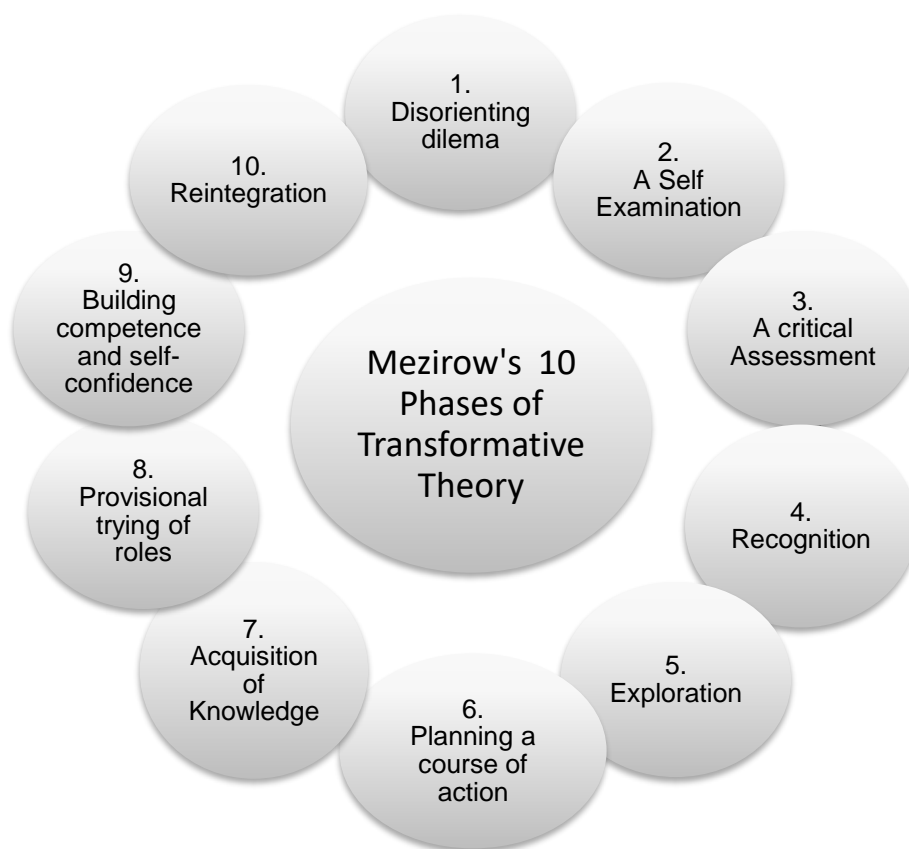 1.
Disorienting
dilema
2.
A Self
Examination
3.
A critical
Assessment
4.
Recognition
5.
Exploration
6.
Planning a
course of
action
7.
Acquisition
of
Knowledge
8.
Provisional
trying of
roles
9.
Building
competence
and self-
confidence
10.
Reintegration
Mezirow's 10
Phases of
Transformative
Theory